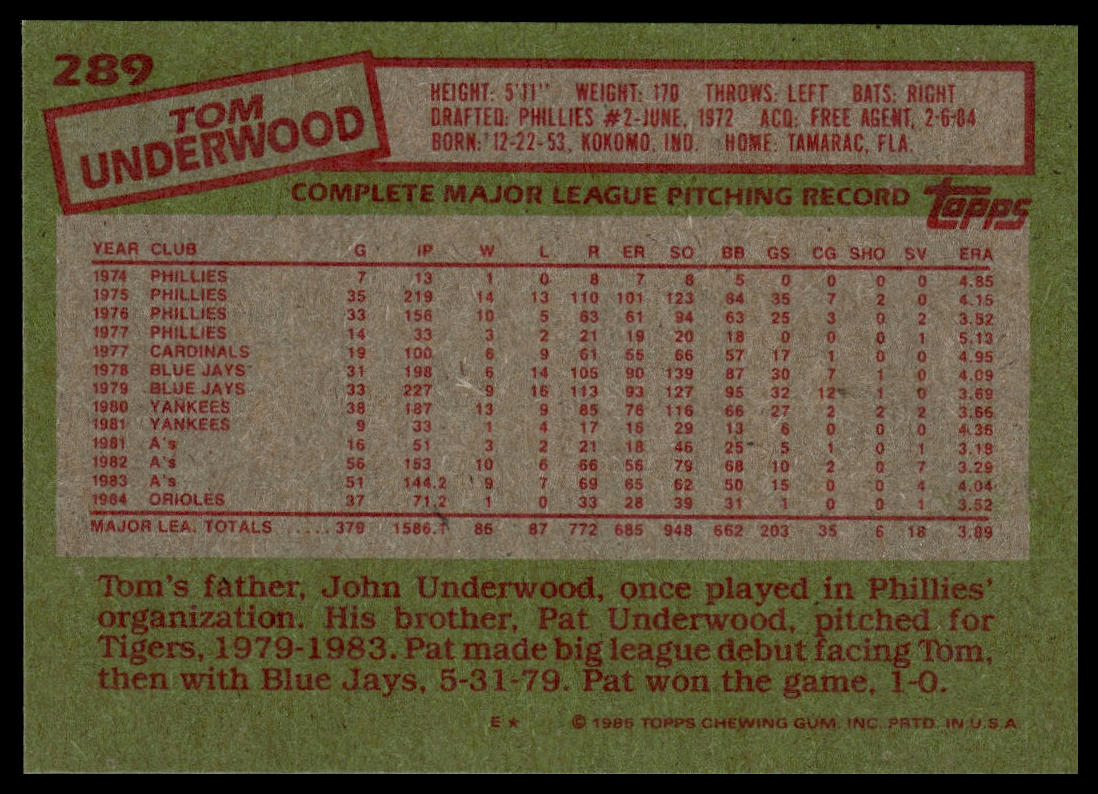 289
TOM
UNDERWOOD
HEIGHT: 5'11" WEIGHT: 170 THROWS: LEFT BATS: RIGHT
DRAFTED: PHILLIES #2-JUNE, 1972 ACQ: FREE AGENT, 2-6-84
BORN: 12-22-53, KOKOMO, IND. HOME: TAMARAC, FLA.
COMPLETE MAJOR LEAGUE PITCHING RECORD topps
YEAR CLUB G IP W L R ER SO BB GS CG SHO SV ERA
1974 PHILLIES 7 13 1 0 8 7 8 5 0 0 0 0 4.85
1975 PHILLIES 35 219 14 13 110 101 123 84 35 7 2 0 4.15
1976 PHILLIES 33 156 10 5 63 61 94 63 25 3 0 2 3.52
1977 PHILLIES 14 33 3 2 21 19 20 18 0 0 0 1 5.13
1977 CARDINALS 19 100 6 9 61 55 66 57 17 1 0 0 4.95
1978 BLUE JAYS 31 198 6 14 105 90 139 87 30 7 1 0 4.09
1979 BLUE JAYS 33 227 9 16 113 93 127 95 32 12 1 0 3.69
1980 YANKEES 38 187 13 9 85 76 116 66 27 2 2 2 3.66
1981 YANKEES 9 33 1 4 17 16 29 13 6 0 0 0 4.36
1981 A's 16 51 3 2 21 18 46 25 5 1 0 1 3.18
1982 A's 56 153 10 6 66 56 79 68 10 2 0 7 3.29
1983 A's 51 144.2 9 7 69 65 62 50 15 0 0 4 4.04
1984 ORIOLES 37 71.2 1 0 33 28 39 31 1 0 0 1 3.52
MAJOR LEA. TOTALS .... 379 1586.1 86 87 772 685 948 662 203 35 6 18 3.89
Tom's father, John Underwood, once played in Phillies'
organization. His brother, Pat Underwood, pitched for
Tigers, 1979-1983. Pat made big league debut facing Tom,
then with Blue Jays, 5-31-79. Pat won the game, 1-0.
E ★ © 1985 TOPPS CHEWING GUM, INC. PRTD. IN U.S.A.